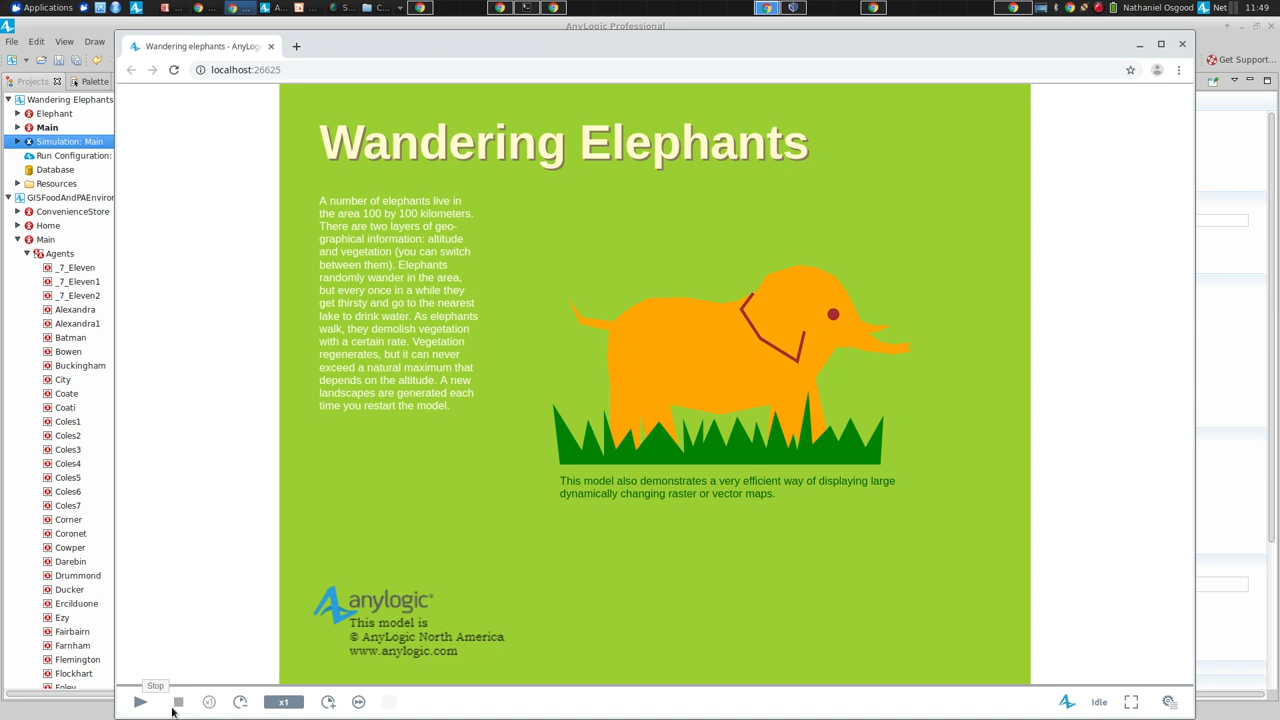 Applications
A...
S...
C...
Nathaniel Osgood
Net
11:49
AnyLogic Professional
File Edit View Draw
Get Support...
Projects
Palette
Wandering Elephants
Elephant
Main
Simulation: Main
Run Configuration:
Database
Resources
GISFoodAndPAEnviron
ConvenienceStore
Home
Main
Agents
_7_Eleven
_7_Eleven1
_7_Eleven2
Alexandra
Alexandra1
Batman
Bowen
Buckingham
City
Coate
Coati
Coles1
Coles2
Coles3
Coles4
Coles5
Coles6
Coles7
Corner
Coronet
Cowper
Darebin
Drummond
Ducker
Ercilduone
Ezy
Fairbairn
Farnham
Flemington
Flockhart
Foley
Wandering elephants - AnyLog
localhost:26625
Wandering Elephants
A number of elephants live in
the area 100 by 100 kilometers.
There are two layers of geo-
graphical information: altitude
and vegetation (you can switch
between them). Elephants
randomly wander in the area,
but every once in a while they
get thirsty and go to the nearest
lake to drink water. As elephants
walk, they demolish vegetation
with a certain rate. Vegetation
regenerates, but it can never
exceed a natural maximum that
depends on the altitude. A new
landscapes are generated each
time you restart the model.
This model also demonstrates a very efficient way of displaying large
dynamically changing raster or vector maps.
anylogic®
This model is
© AnyLogic North America
www.anylogic.com
Stop
x1
x1
Idle